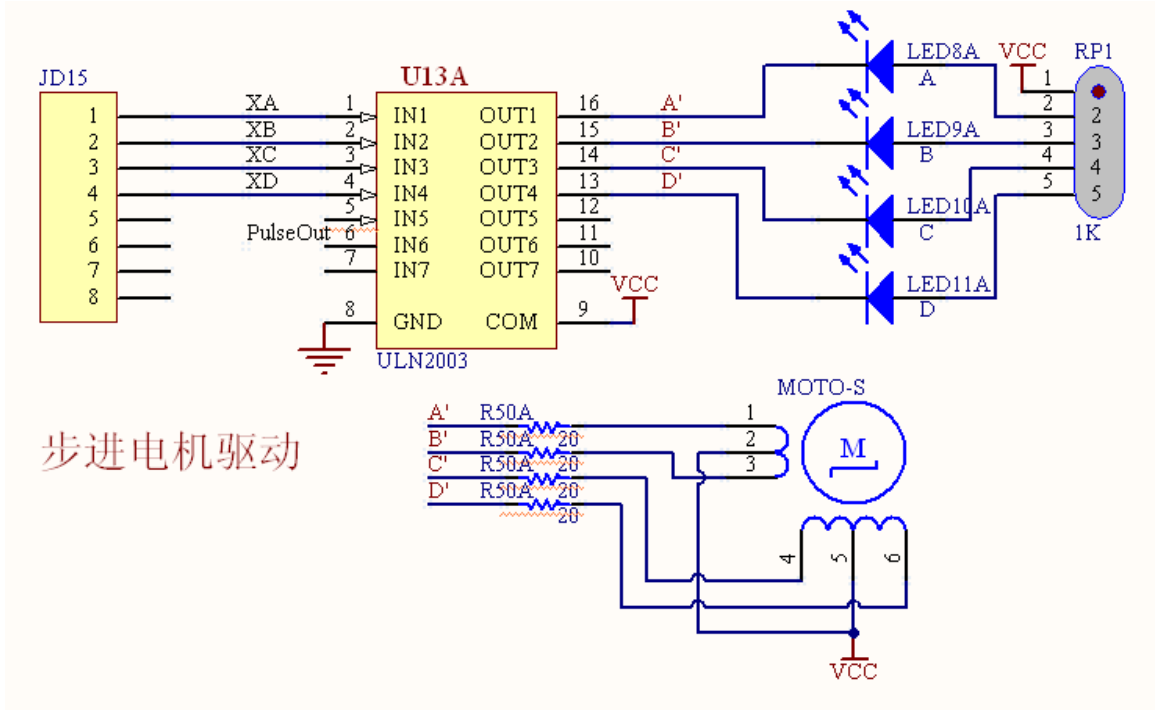 JD15
1
2
3
4
5
6
7
8
XA
XB
XC
XD
PulseOut
U13A
1 IN1 OUT1 16
2 IN2 OUT2 15
3 IN3 OUT3 14
4 IN4 OUT4 13
5 IN5 OUT5 12
6 IN6 OUT6 11
7 IN7 OUT7 10
8 GND COM 9
ULN2003
VCC
A'
B'
C'
D'
LED8A
A
LED9A
B
LED10A
C
LED11A
D
VCC
RP1
1
2 2
3 3
4 4
5 5
1K
步进电机驱动
A' R50A 20
B' R50A 20
C' R50A 20
D' R50A 20
MOTO-S
1
2
3
M
4 5 6
VCC